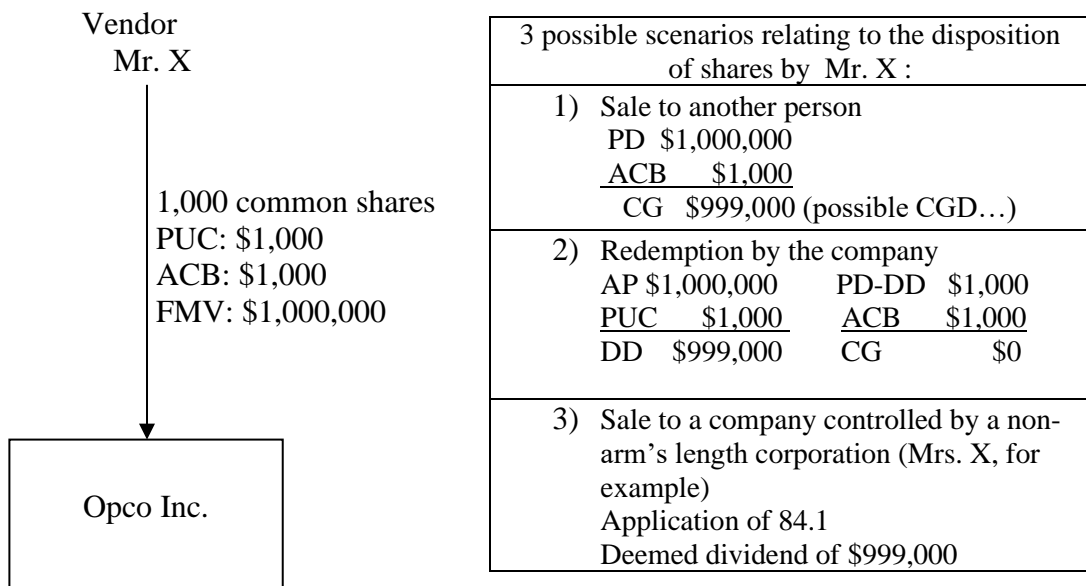 Vendor
Mr. X
1,000 common shares
PUC: $1,000
ACB: $1,000
FMV: $1,000,000
Opco Inc.
3 possible scenarios relating to the disposition
of shares by Mr. X :
1) Sale to another person
PD $1,000,000
ACB $1,000
CG $999,000 (possible CGD…)
2) Redemption by the company
AP $1,000,000 PD-DD $1,000
PUC $1,000 ACB $1,000
DD $999,000 CG $0
3) Sale to a company controlled by a non-
arm’s length corporation (Mrs. X, for
example)
Application of 84.1
Deemed dividend of $999,000